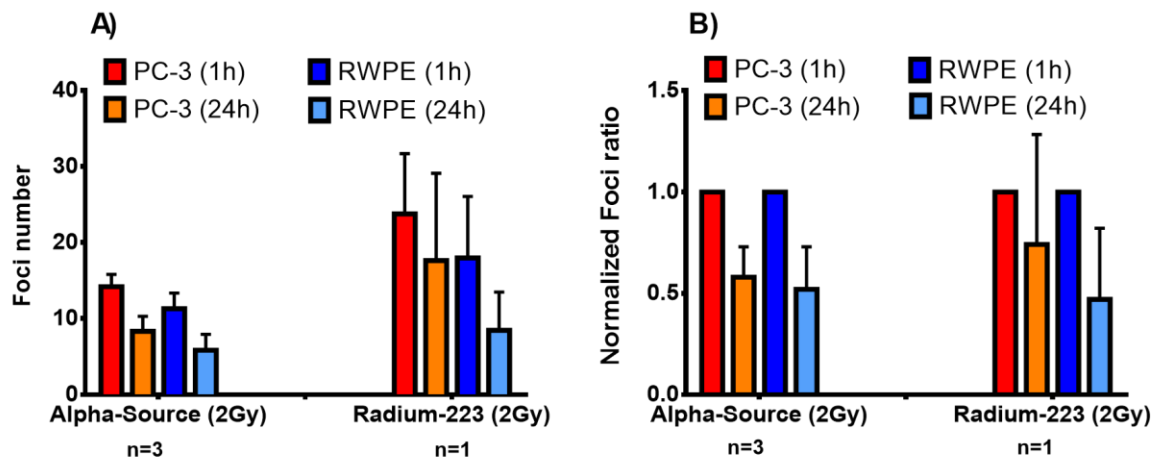 A)
PC-3 (1h) RWPE (1h)
PC-3 (24h) RWPE (24h)
Foci number
40
30
20
10
0
Alpha-Source (2Gy) Radium-223 (2Gy)
n=3 n=1
B)
PC-3 (1h) RWPE (1h)
PC-3 (24h) RWPE (24h)
Normalized Foci ratio
1.5
1.0
0.5
0.0
Alpha-Source (2Gy) Radium-223 (2Gy)
n=3 n=1